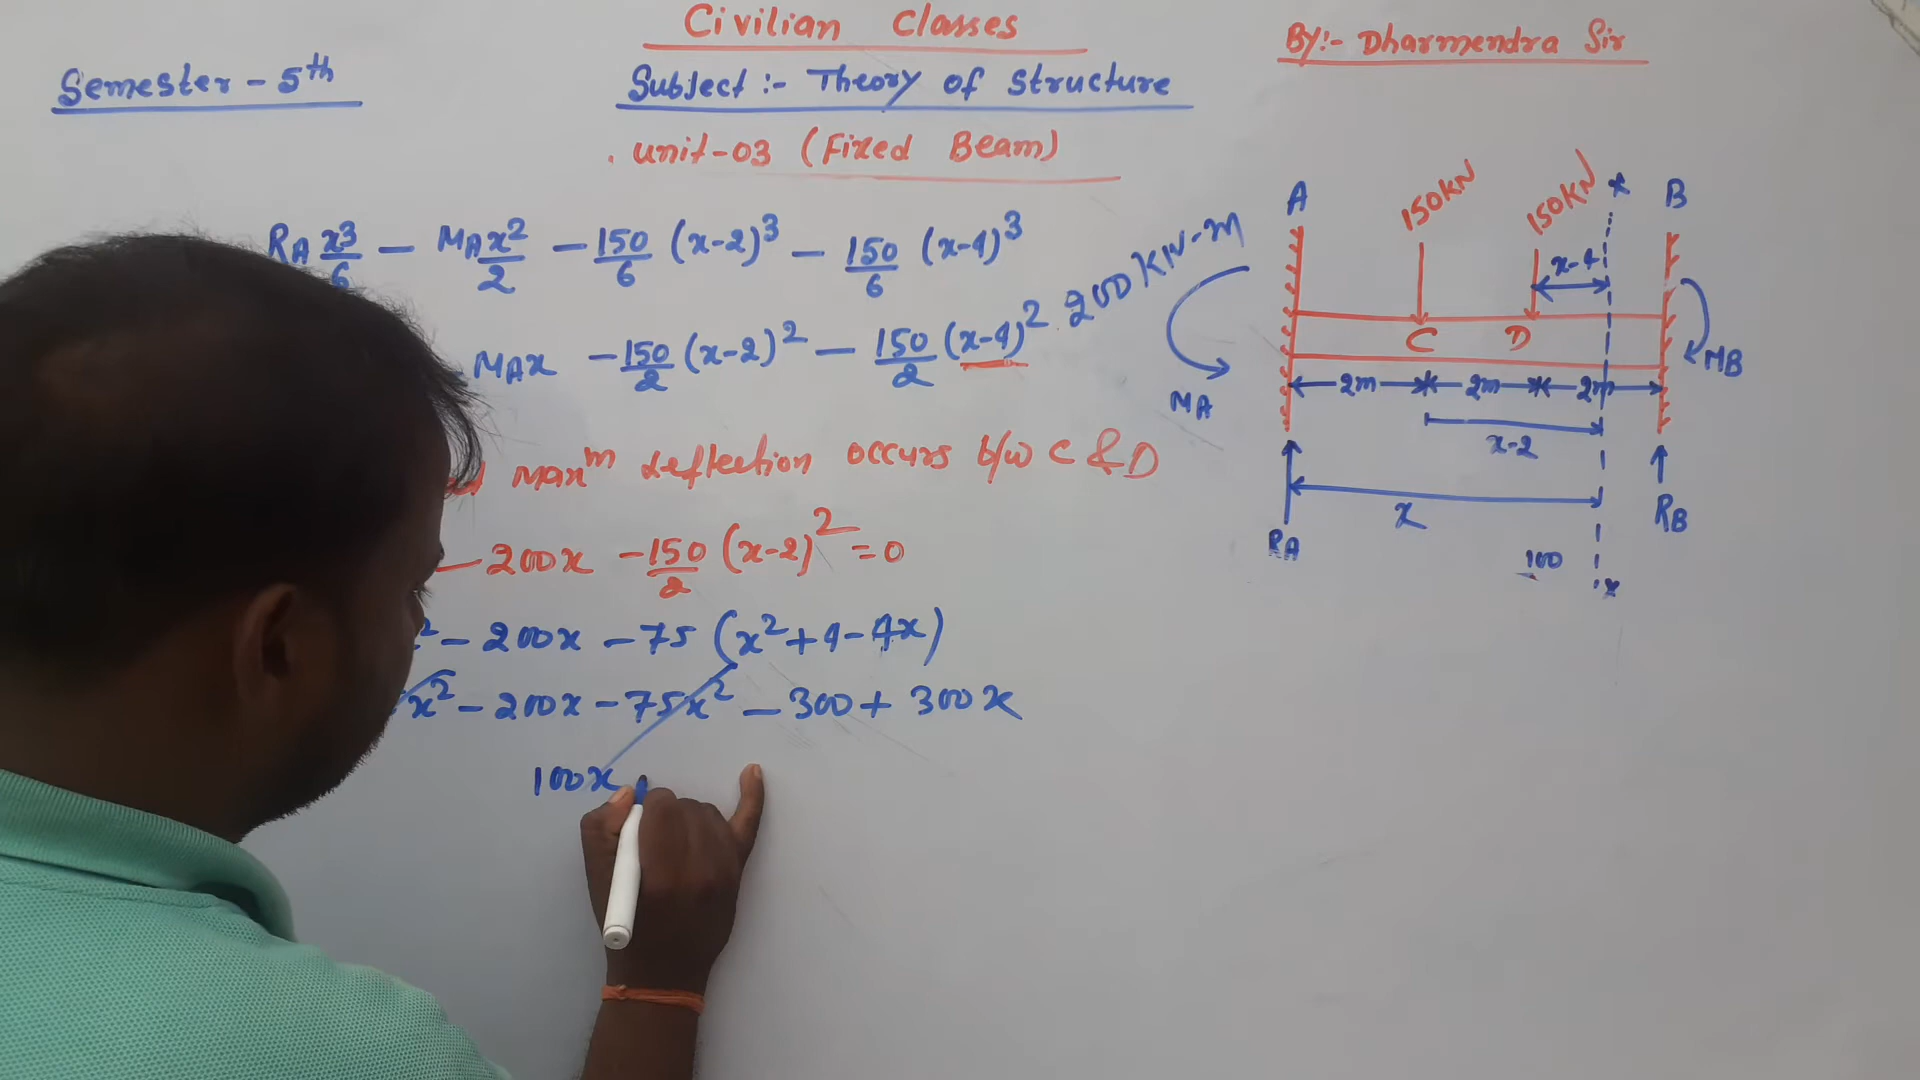 Civilian Classes
By:- Dharmendra Sir
Semester - 5th
Subject :- Theory of Structure
Unit-03 (Fixed Beam)
RA x³/6 - MA x²/2 - 150/6 (x-2)³ - 150/6 (x-4)³
MAx - 150/2 (x-2)² - 150/2 (x-4)²
200KN-m
Maxm deflection occurs b/w C & D
- 200x - 150/2 (x-2)² = 0
² - 200x - 75 (x²+4-4x)
x² - 200x - 75x² - 300 + 300x
100x
A
150KN
150KN
x
B
x-4
C
D
MA
MB
2m
2m
2m
x-2
x
RA
RB
100
x